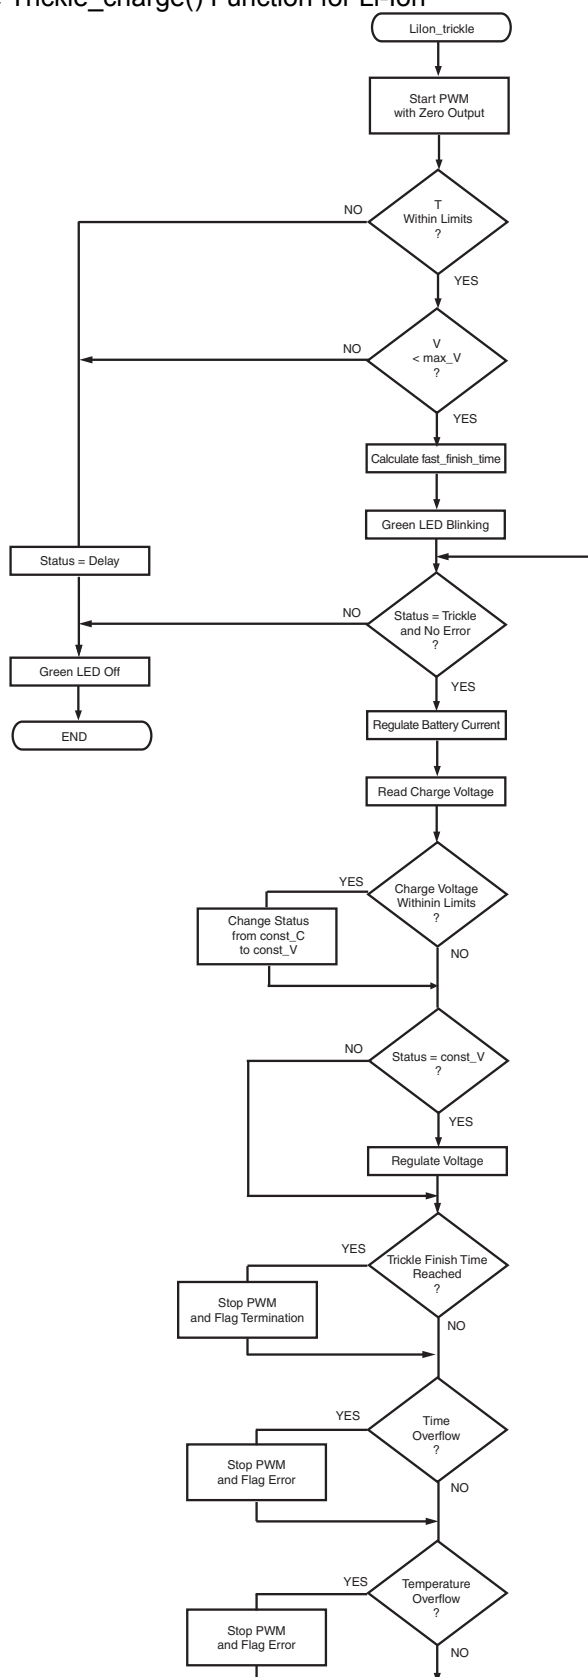 Trickle_charge() Function for Li-Ion
LiIon_trickle
Start PWM
with Zero Output
T
Within Limits
?
NO
YES
V
< max_V
?
NO
YES
Calculate fast_finish_time
Green LED Blinking
Status = Delay
Status = Trickle
and No Error
?
NO
YES
Green LED Off
END
Regulate Battery Current
Read Charge Voltage
Charge Voltage
Withinin Limits
?
YES
NO
Change Status
from const_C
to const_V
Status = const_V
?
NO
YES
Regulate Voltage
Trickle Finish Time
Reached
?
YES
NO
Stop PWM
and Flag Termination
Time
Overflow
?
YES
NO
Stop PWM
and Flag Error
Temperature
Overflow
?
YES
NO
Stop PWM
and Flag Error